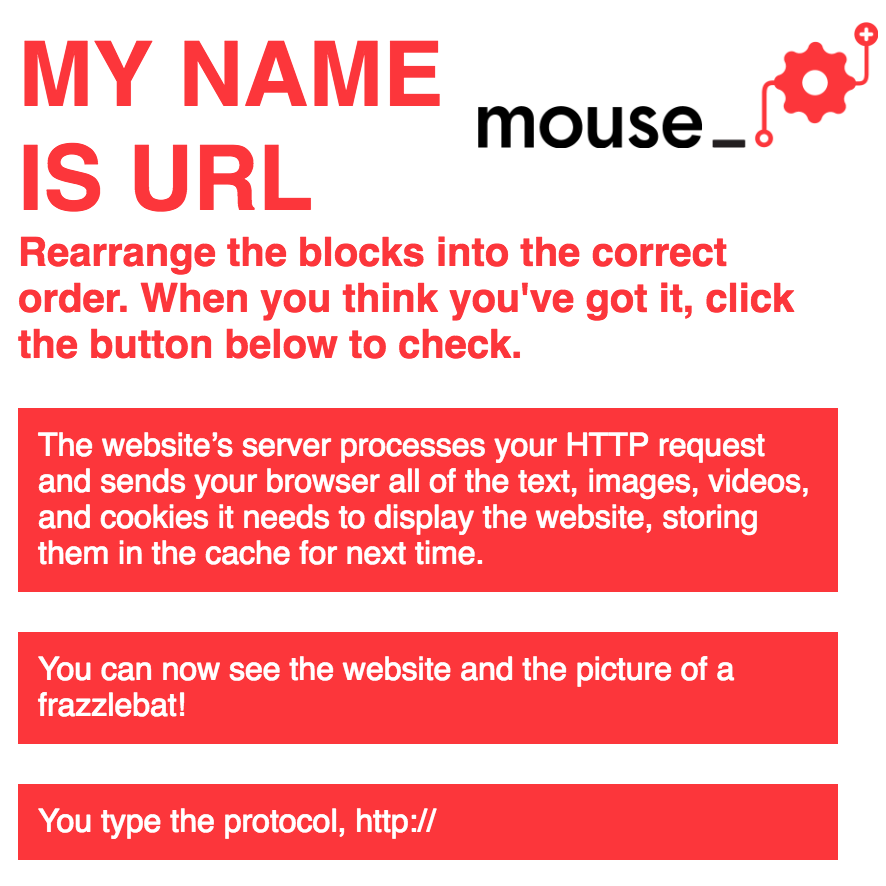 MY NAME
IS URL
mouse_
Rearrange the blocks into the correct
order. When you think you've got it, click
the button below to check.
The website’s server processes your HTTP request
and sends your browser all of the text, images, videos,
and cookies it needs to display the website, storing
them in the cache for next time.
You can now see the website and the picture of a
frazzlebat!
You type the protocol, http://